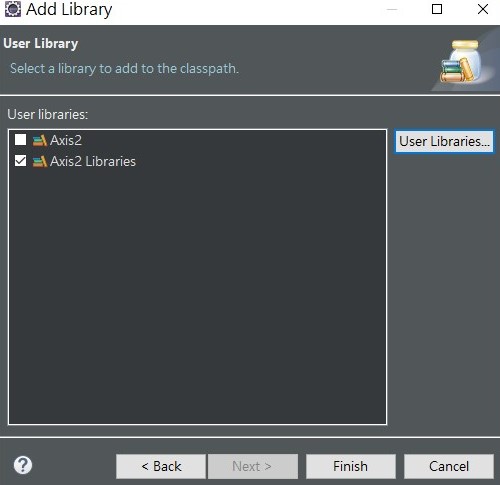 Add Library
User Library
Select a library to add to the classpath.
User libraries:
Axis2
Axis2 Libraries
User Libraries...
?
< Back
Next >
Finish
Cancel